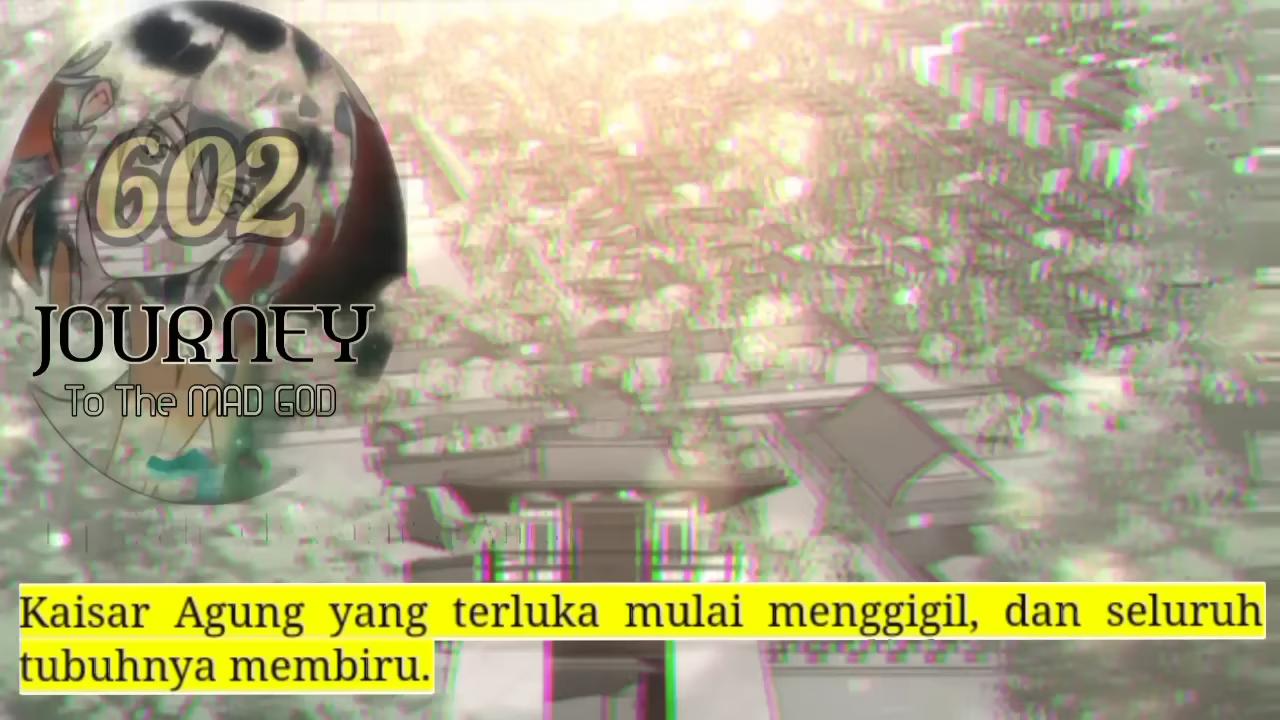 602
JOURNEY
To The MAD GOD
Kaisar Agung yang terluka mulai menggigil, dan seluruh
tubuhnya membiru.